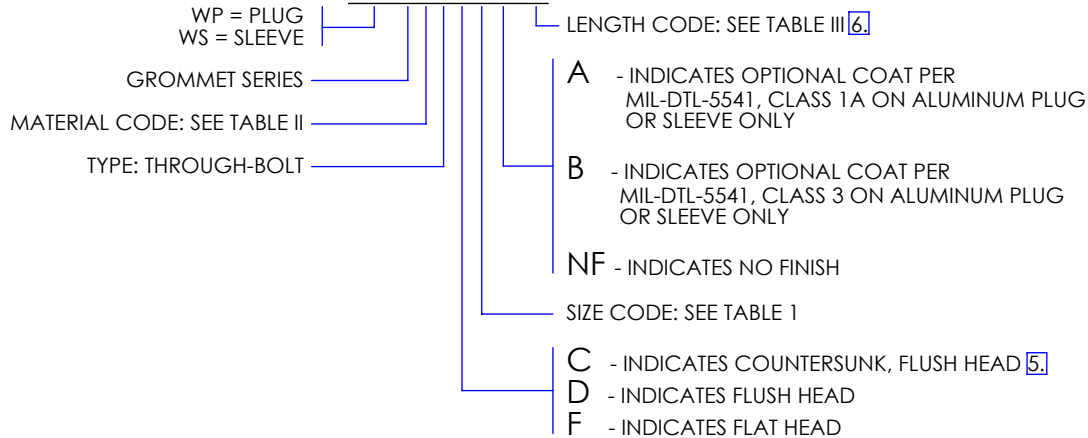 WP = PLUG
WS = SLEEVE
GROMMET SERIES
MATERIAL CODE: SEE TABLE II
TYPE: THROUGH-BOLT
LENGTH CODE: SEE TABLE III 6.
A - INDICATES OPTIONAL COAT PER
MIL-DTL-5541, CLASS 1A ON ALUMINUM PLUG
OR SLEEVE ONLY
B - INDICATES OPTIONAL COAT PER
MIL-DTL-5541, CLASS 3 ON ALUMINUM PLUG
OR SLEEVE ONLY
NF - INDICATES NO FINISH
SIZE CODE: SEE TABLE 1
C - INDICATES COUNTERSUNK, FLUSH HEAD 5.
D - INDICATES FLUSH HEAD
F - INDICATES FLAT HEAD